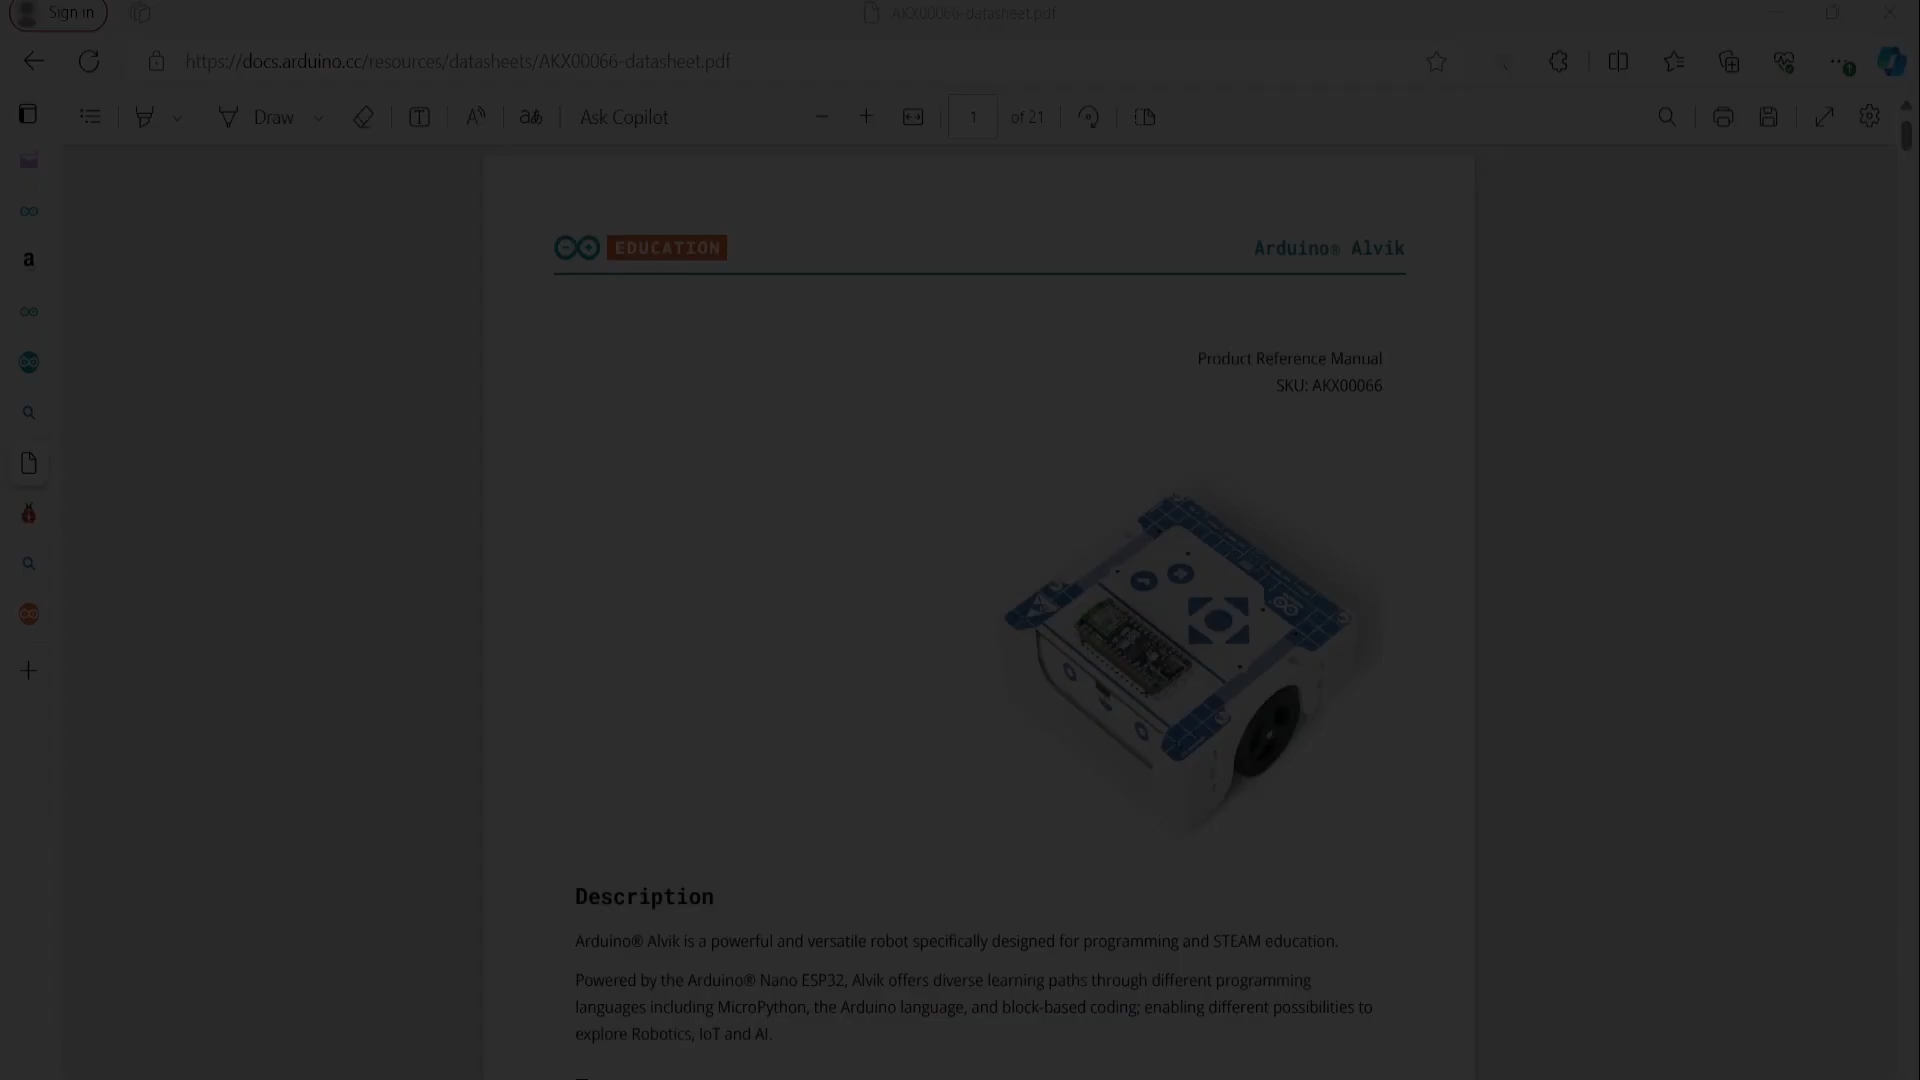 Sign in
AKX00066-datasheet.pdf
https://docs.arduino.cc/resources/datasheets/AKX00066-datasheet.pdf
Draw
aあ
Ask Copilot
1 of 21
a
EDUCATION
Arduino® Alvik
Product Reference Manual
SKU: AKX00066
Description
Arduino® Alvik is a powerful and versatile robot specifically designed for programming and STEAM education.
Powered by the Arduino® Nano ESP32, Alvik offers diverse learning paths through different programming
languages including MicroPython, the Arduino language, and block-based coding; enabling different possibilities to
explore Robotics, IoT and AI.